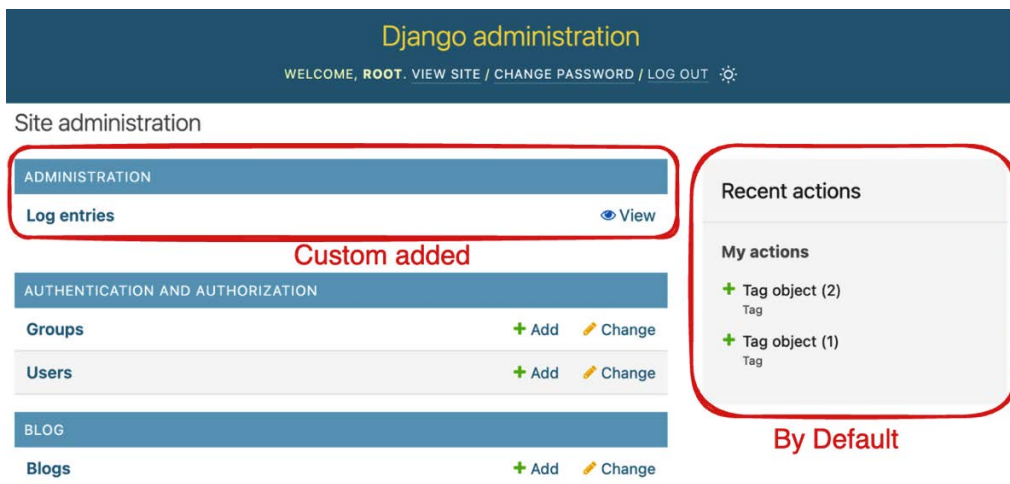 Django administration
WELCOME, ROOT. VIEW SITE / CHANGE PASSWORD / LOG OUT
Site administration
ADMINISTRATION
Log entries View
Custom added
AUTHENTICATION AND AUTHORIZATION
Groups Add Change
Users Add Change
BLOG
Blogs Add Change
Recent actions
My actions
Tag object (2)
Tag
Tag object (1)
Tag
By Default